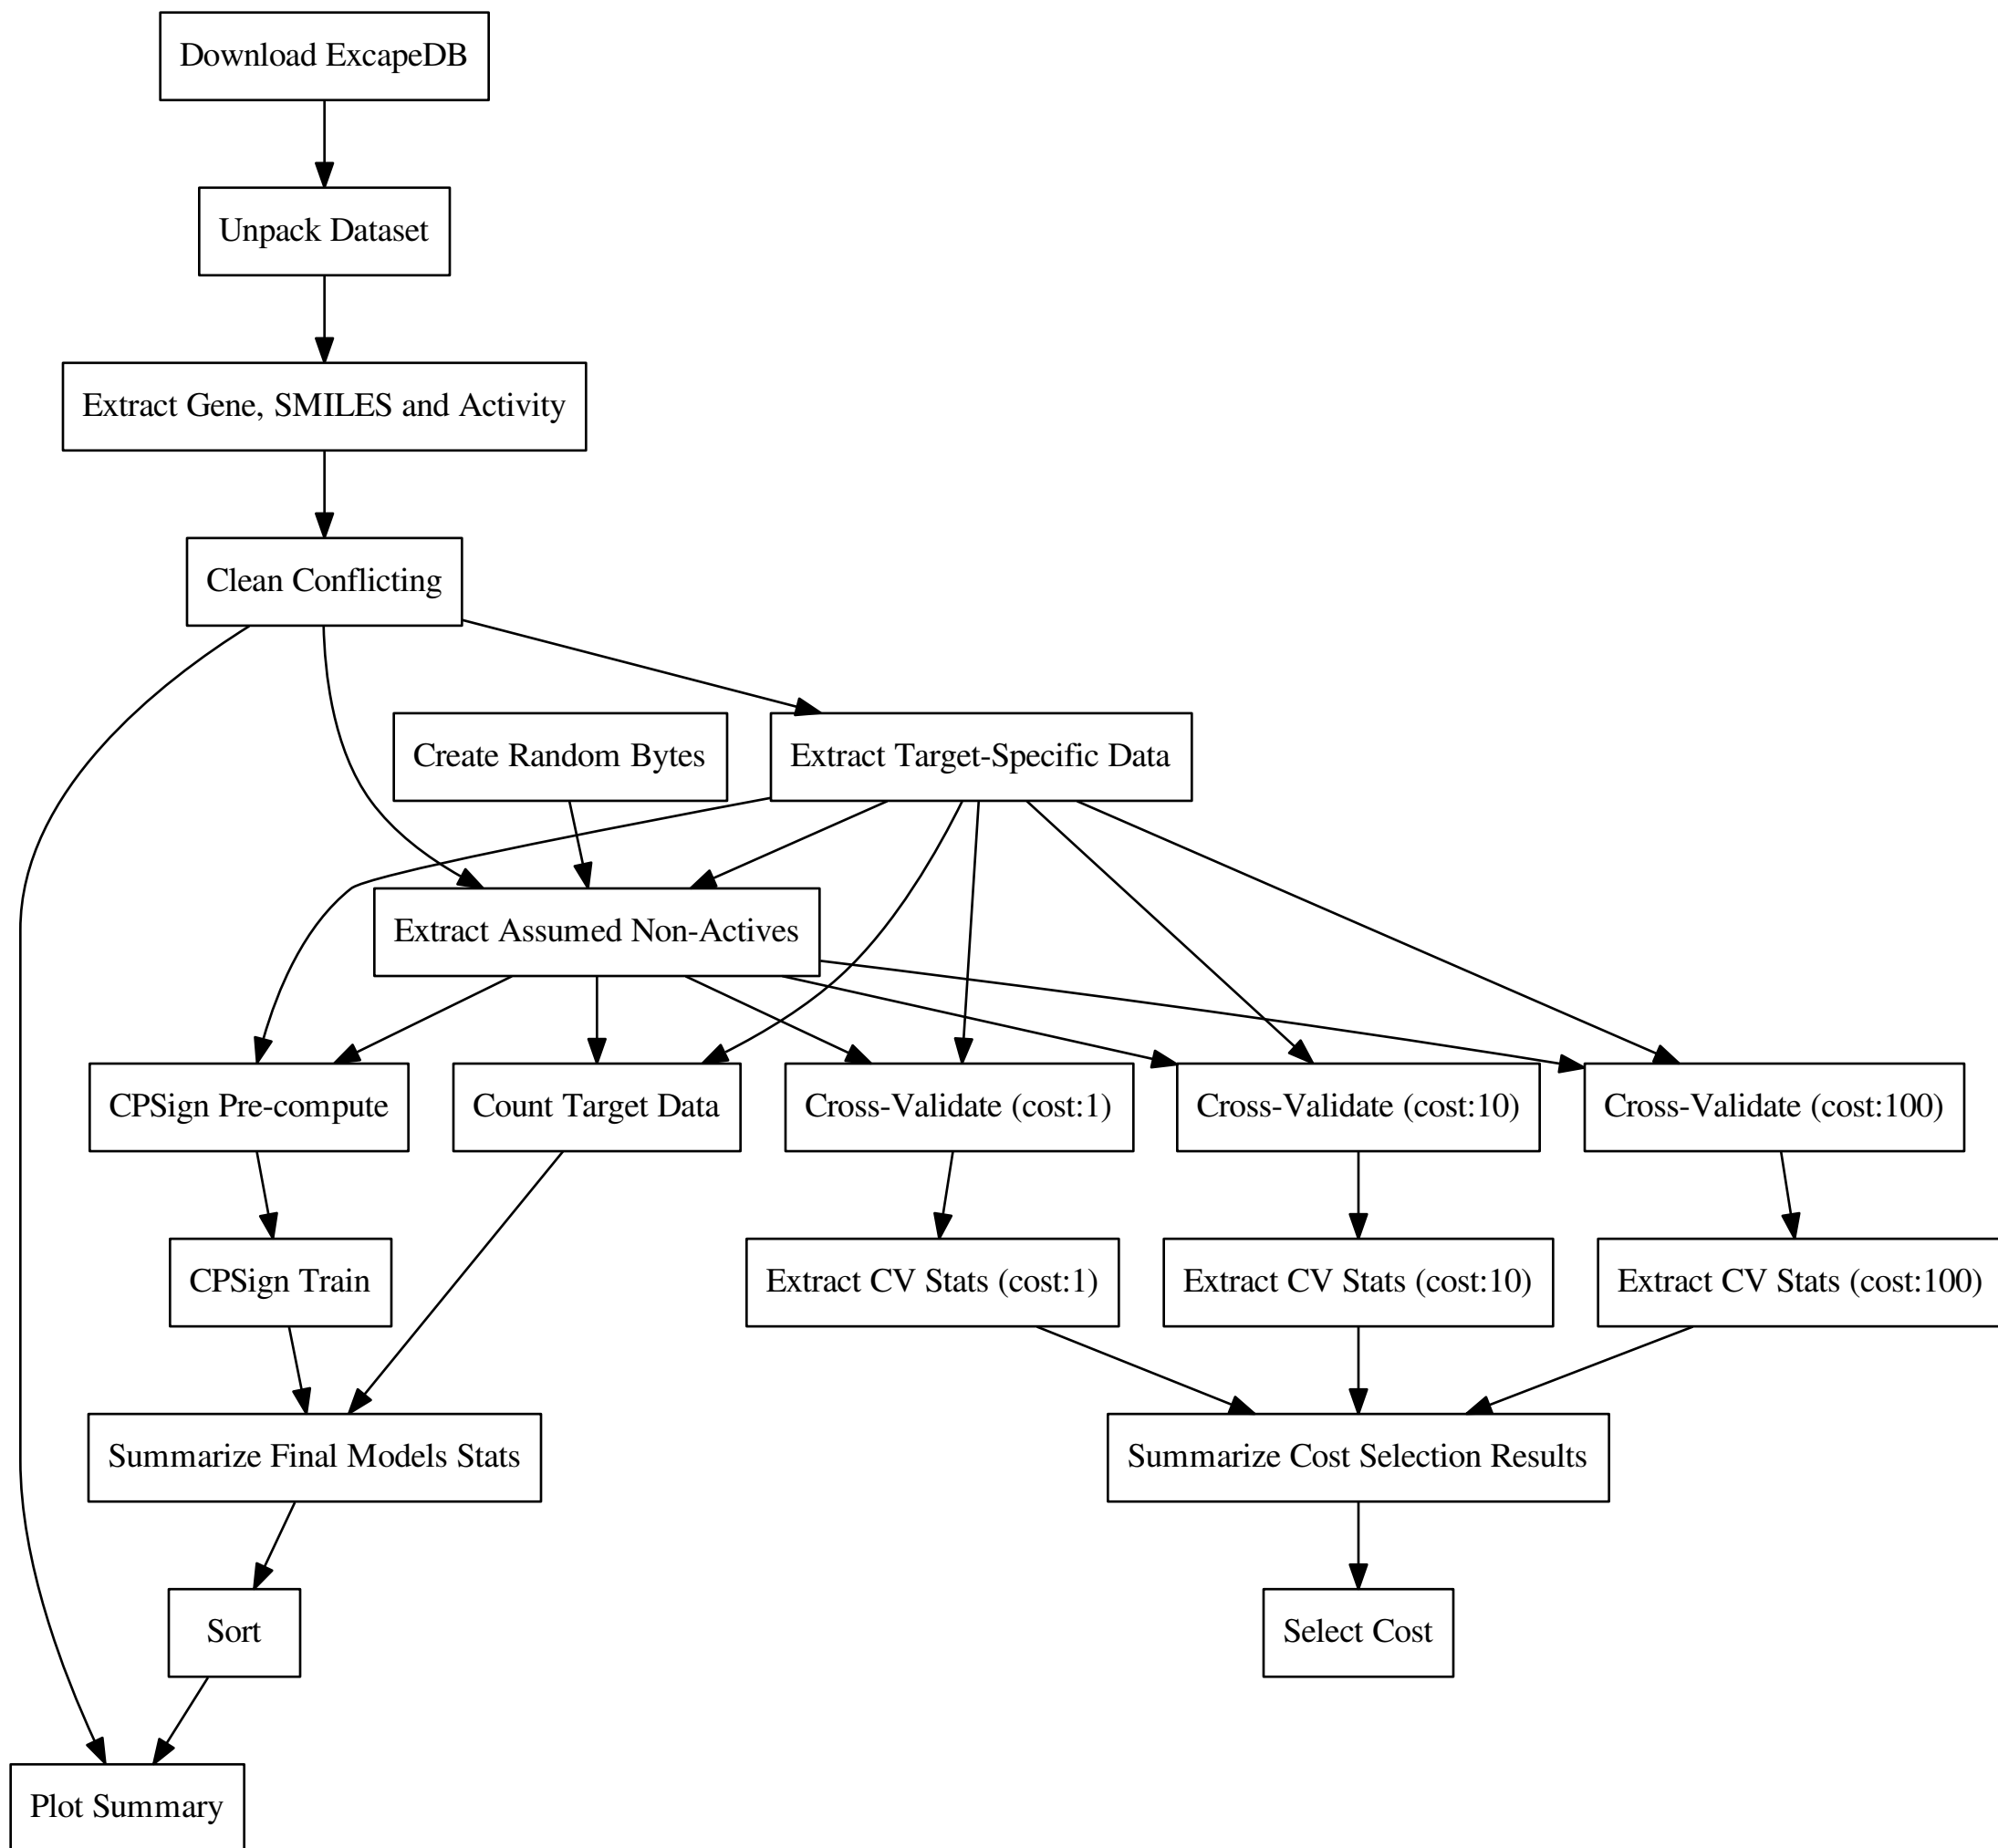 Download ExcapeDB
Unpack Dataset
Extract Gene, SMILES and Activity
Clean Conflicting
Create Random Bytes
Extract Target-Specific Data
Extract Assumed Non-Actives
CPSign Pre-compute
Count Target Data
Cross-Validate (cost:1)
Cross-Validate (cost:10)
Cross-Validate (cost:100)
CPSign Train
Extract CV Stats (cost:1)
Extract CV Stats (cost:10)
Extract CV Stats (cost:100)
Summarize Final Models Stats
Summarize Cost Selection Results
Sort
Select Cost
Plot Summary